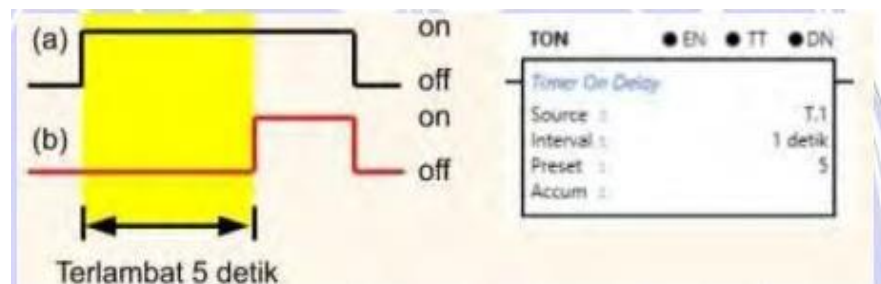 (a)
on
off
(b)
on
off
Terlambat 5 detik
TON EN TT DN
Timer On Delay
Source : T.1
Interval : 1 detik
Preset : 5
Accum :